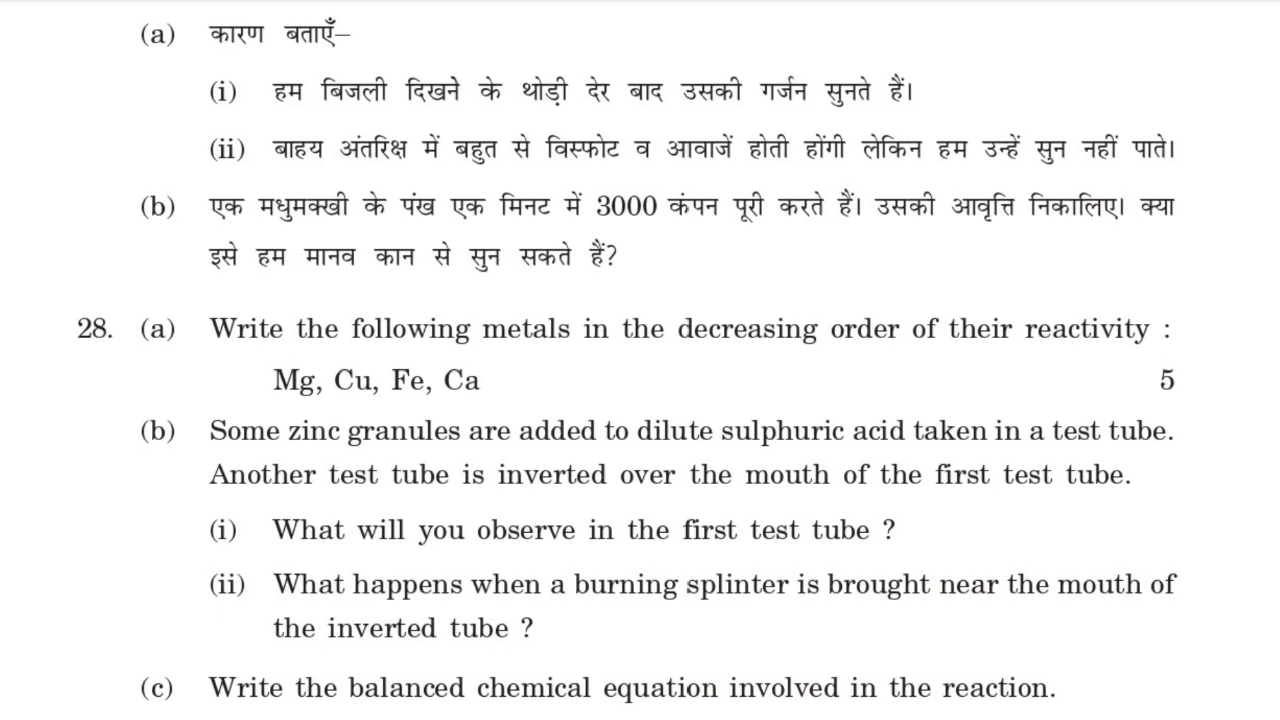 (a) कारण बताएँ–
(i) हम बिजली दिखने के थोड़ी देर बाद उसकी गर्जन सुनते हैं।
(ii) बाहय अंतरिक्ष में बहुत से विस्फोट व आवाजें होती होंगी लेकिन हम उन्हें सुन नहीं पाते।
(b) एक मधुमक्खी के पंख एक मिनट में 3000 कंपन पूरी करते हैं। उसकी आवृत्ति निकालिए। क्या
इसे हम मानव कान से सुन सकते हैं?
28. (a) Write the following metals in the decreasing order of their reactivity :
Mg, Cu, Fe, Ca 5
(b) Some zinc granules are added to dilute sulphuric acid taken in a test tube.
Another test tube is inverted over the mouth of the first test tube.
(i) What will you observe in the first test tube ?
(ii) What happens when a burning splinter is brought near the mouth of
the inverted tube ?
(c) Write the balanced chemical equation involved in the reaction.